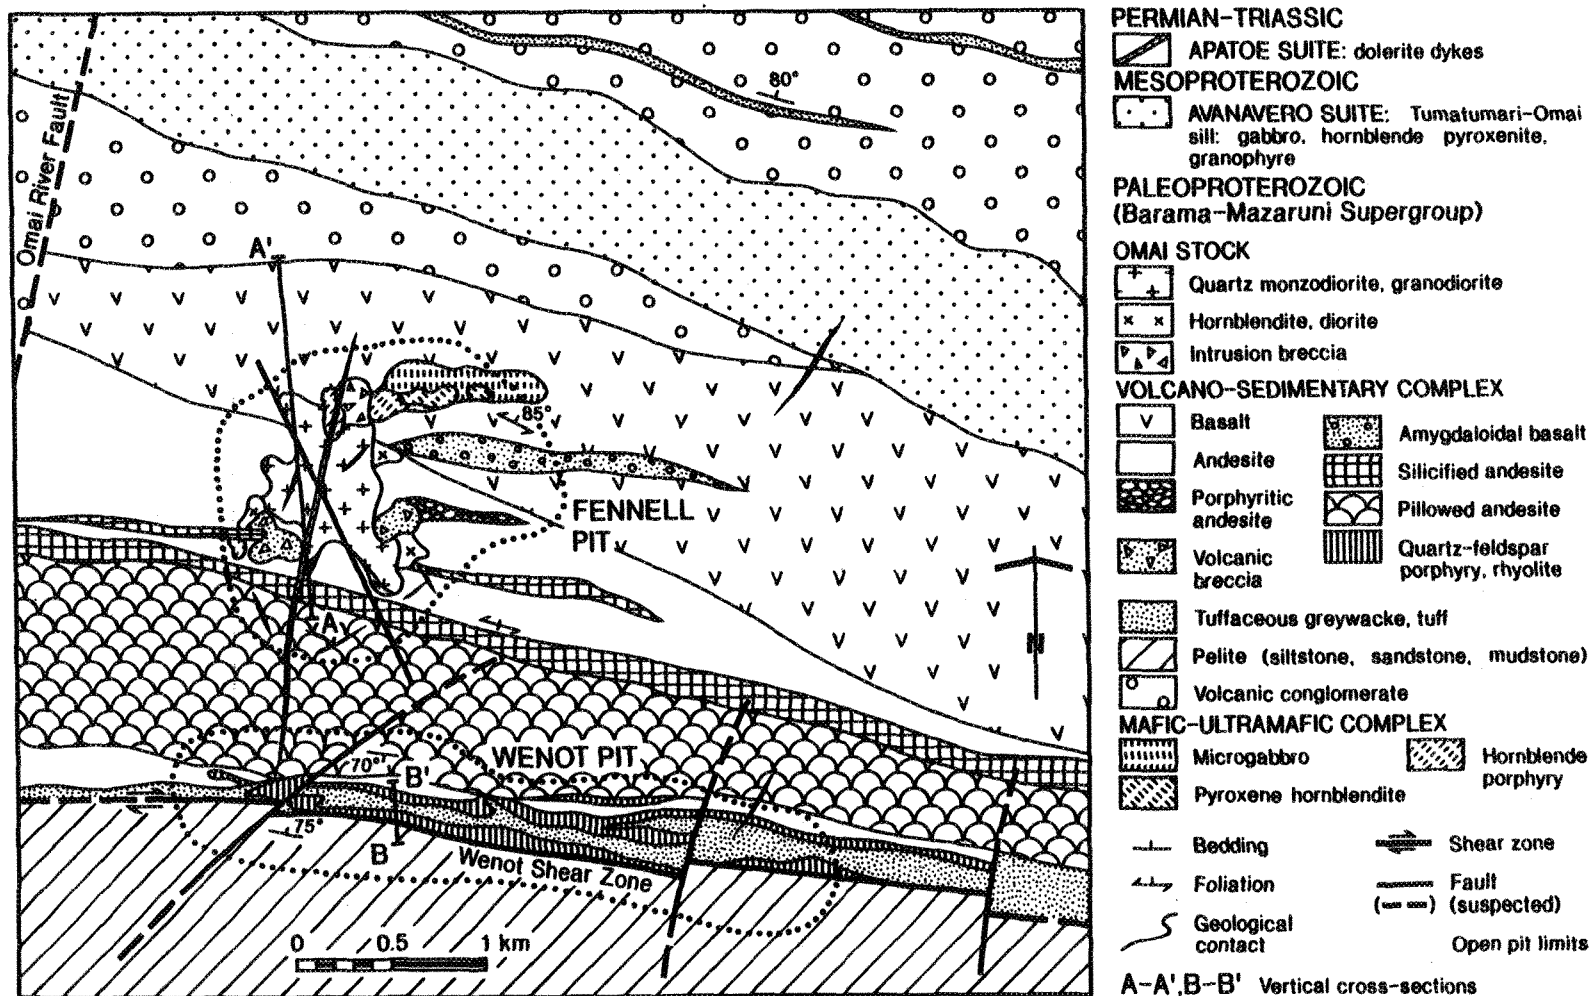 80°
Omai River Fault
A'
85°
FENNELL
PIT
N
A
WENOT PIT
70°
B'
75°
B
Wenot Shear Zone
0 0.5 1 km
PERMIAN-TRIASSIC
APATOE SUITE: dolerite dykes
MESOPROTEROZOIC
AVANAVERO SUITE: Tumatumari-Omai
sill: gabbro, hornblende pyroxenite,
granophyre
PALEOPROTEROZOIC
(Barama-Mazaruni Supergroup)
OMAI STOCK
Quartz monzodiorite, granodiorite
Hornblendite, diorite
Intrusion breccia
VOLCANO-SEDIMENTARY COMPLEX
Basalt
Andesite
Porphyritic
andesite
Volcanic
breccia
Amygdaloidal basalt
Silicified andesite
Pillowed andesite
Quartz-feldspar
porphyry, rhyolite
Tuffaceous greywacke, tuff
Pelite (siltstone, sandstone, mudstone)
Volcanic conglomerate
MAFIC-ULTRAMAFIC COMPLEX
Microgabbro
Pyroxene hornblendite
Hornblende
porphyry
Bedding
Foliation
Geological
contact
Shear zone
Fault
(suspected)
Open pit limits
A-A',B-B' Vertical cross-sections